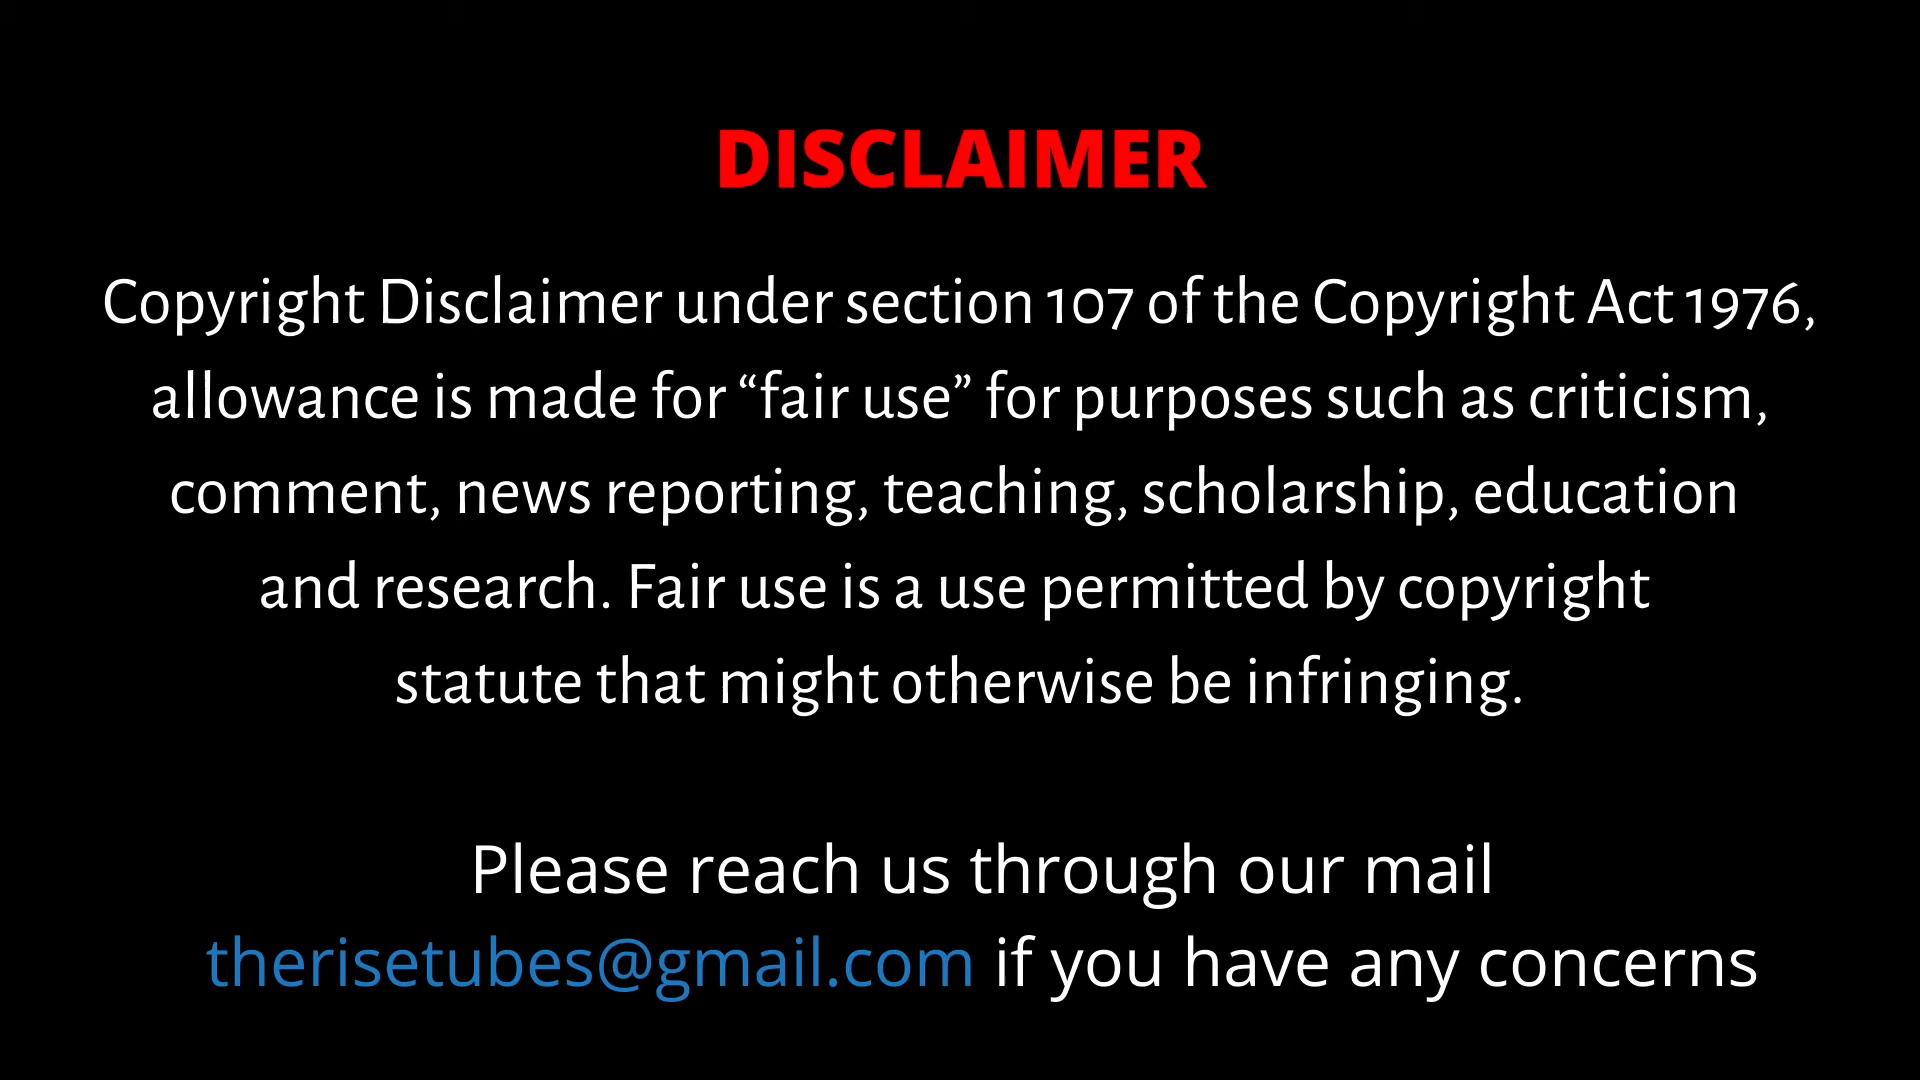 DISCLAIMER
Copyright Disclaimer under section 107 of the Copyright Act 1976,
allowance is made for “fair use” for purposes such as criticism,
comment, news reporting, teaching, scholarship, education
and research. Fair use is a use permitted by copyright
statute that might otherwise be infringing.
Please reach us through our mail
therisetubes@gmail.com if you have any concerns